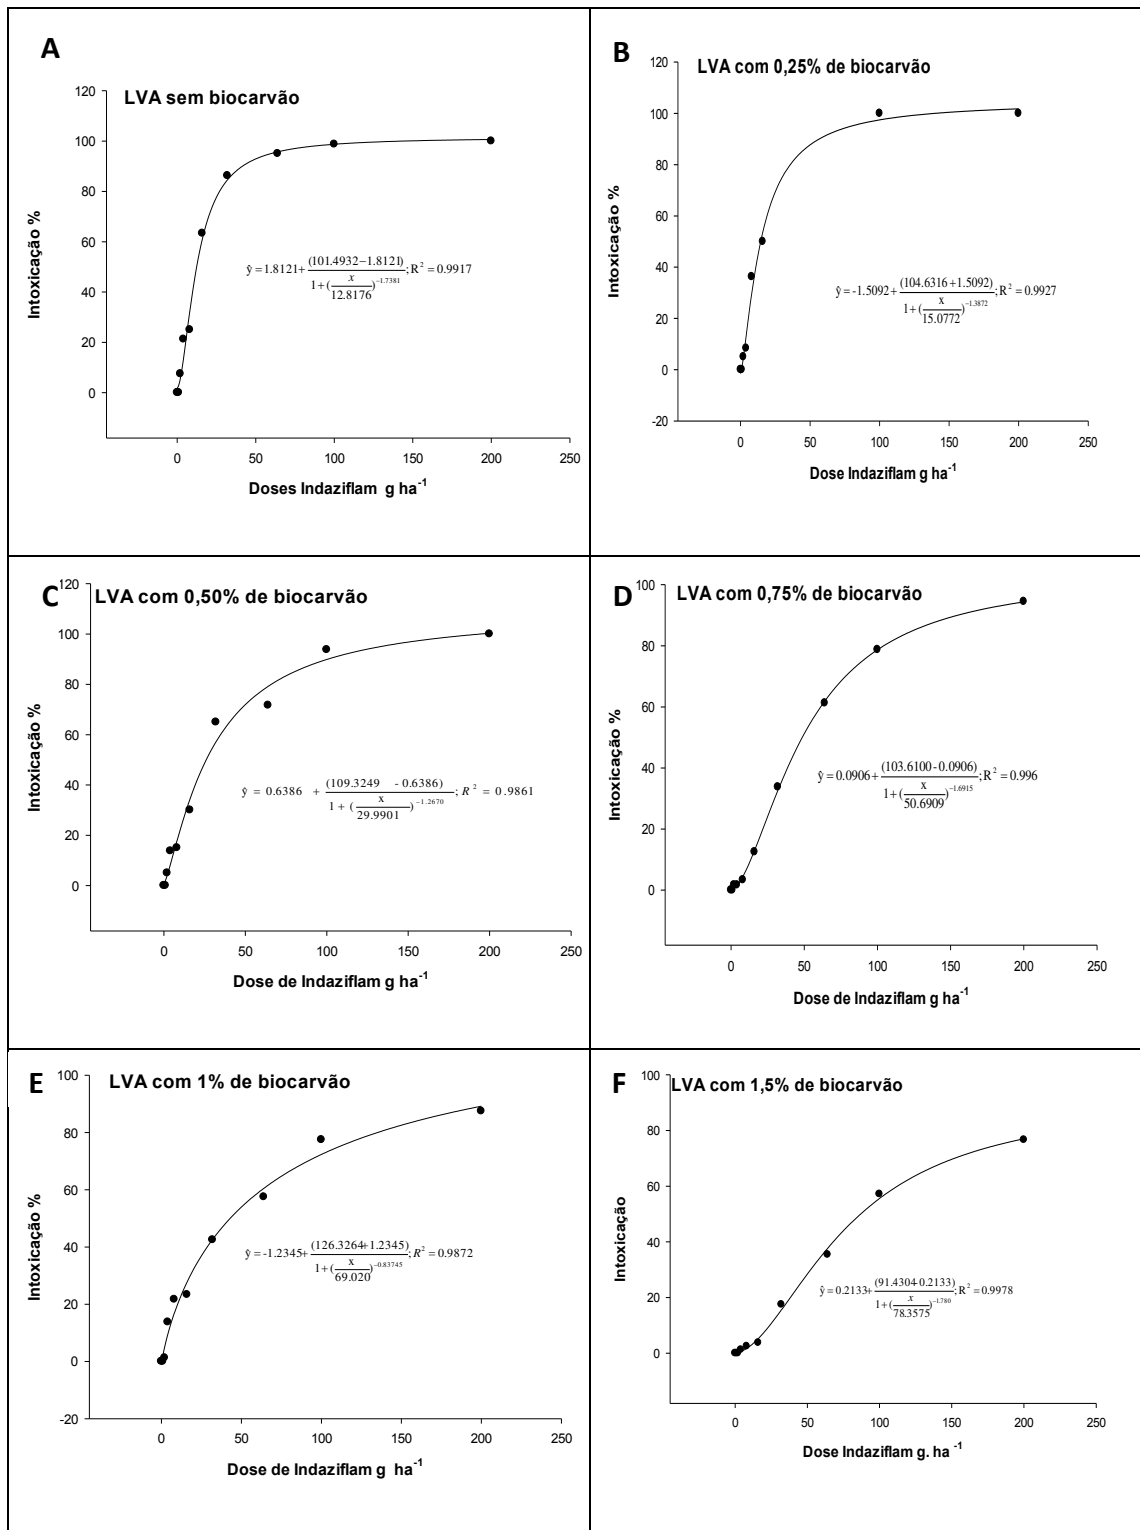 A
LVA sem biocarvão
120
100
80
60
40
20
0
Intoxicação %
ŷ = 1.8121+ (101.4932−1.8121) / 1+(x/12.8176)^−1.7381 ; R² = 0.9917
0 50 100 150 200 250
Doses Indaziflam g ha⁻¹
B
LVA com 0,25% de biocarvão
120
100
80
60
40
20
0
-20
Intoxicação %
ŷ = -1.5092+ (104.6316+1.5092) / 1+(x/15.0772)^−1.3872 ; R² = 0.9927
0 50 100 150 200 250
Dose Indaziflam g ha⁻¹
C
LVA com 0,50% de biocarvão
120
100
80
60
40
20
0
Intoxicação %
ŷ = 0.6386 + (109.3249 - 0.6386) / 1 + (x/29.9901)^−1.2670 ; R² = 0.9861
0 50 100 150 200 250
Dose de Indaziflam g ha⁻¹
D
LVA com 0,75% de biocarvão
100
80
60
40
20
0
Intoxicação %
ŷ = 0.0906+ (103.6100-0.0906) / 1+(x/50.6909)^−1.6915 ; R² = 0.996
0 50 100 150 200 250
Dose de Indaziflam g ha⁻¹
E
LVA com 1% de biocarvão
100
80
60
40
20
0
-20
Intoxicação %
ŷ = -1.2345+ (126.3264+1.2345) / 1+(x/69.020)^−0.83745 ; R² = 0.9872
0 50 100 150 200 250
Dose de Indaziflam g ha⁻¹
F
LVA com 1,5% de biocarvão
100
80
60
40
20
0
Intoxicação
ŷ = 0.2133+ (91.4304-0.2133) / 1+(x/78.3575)^−1.780 ; R² = 0.9978
0 50 100 150 200 250
Dose Indaziflam g. ha ⁻¹